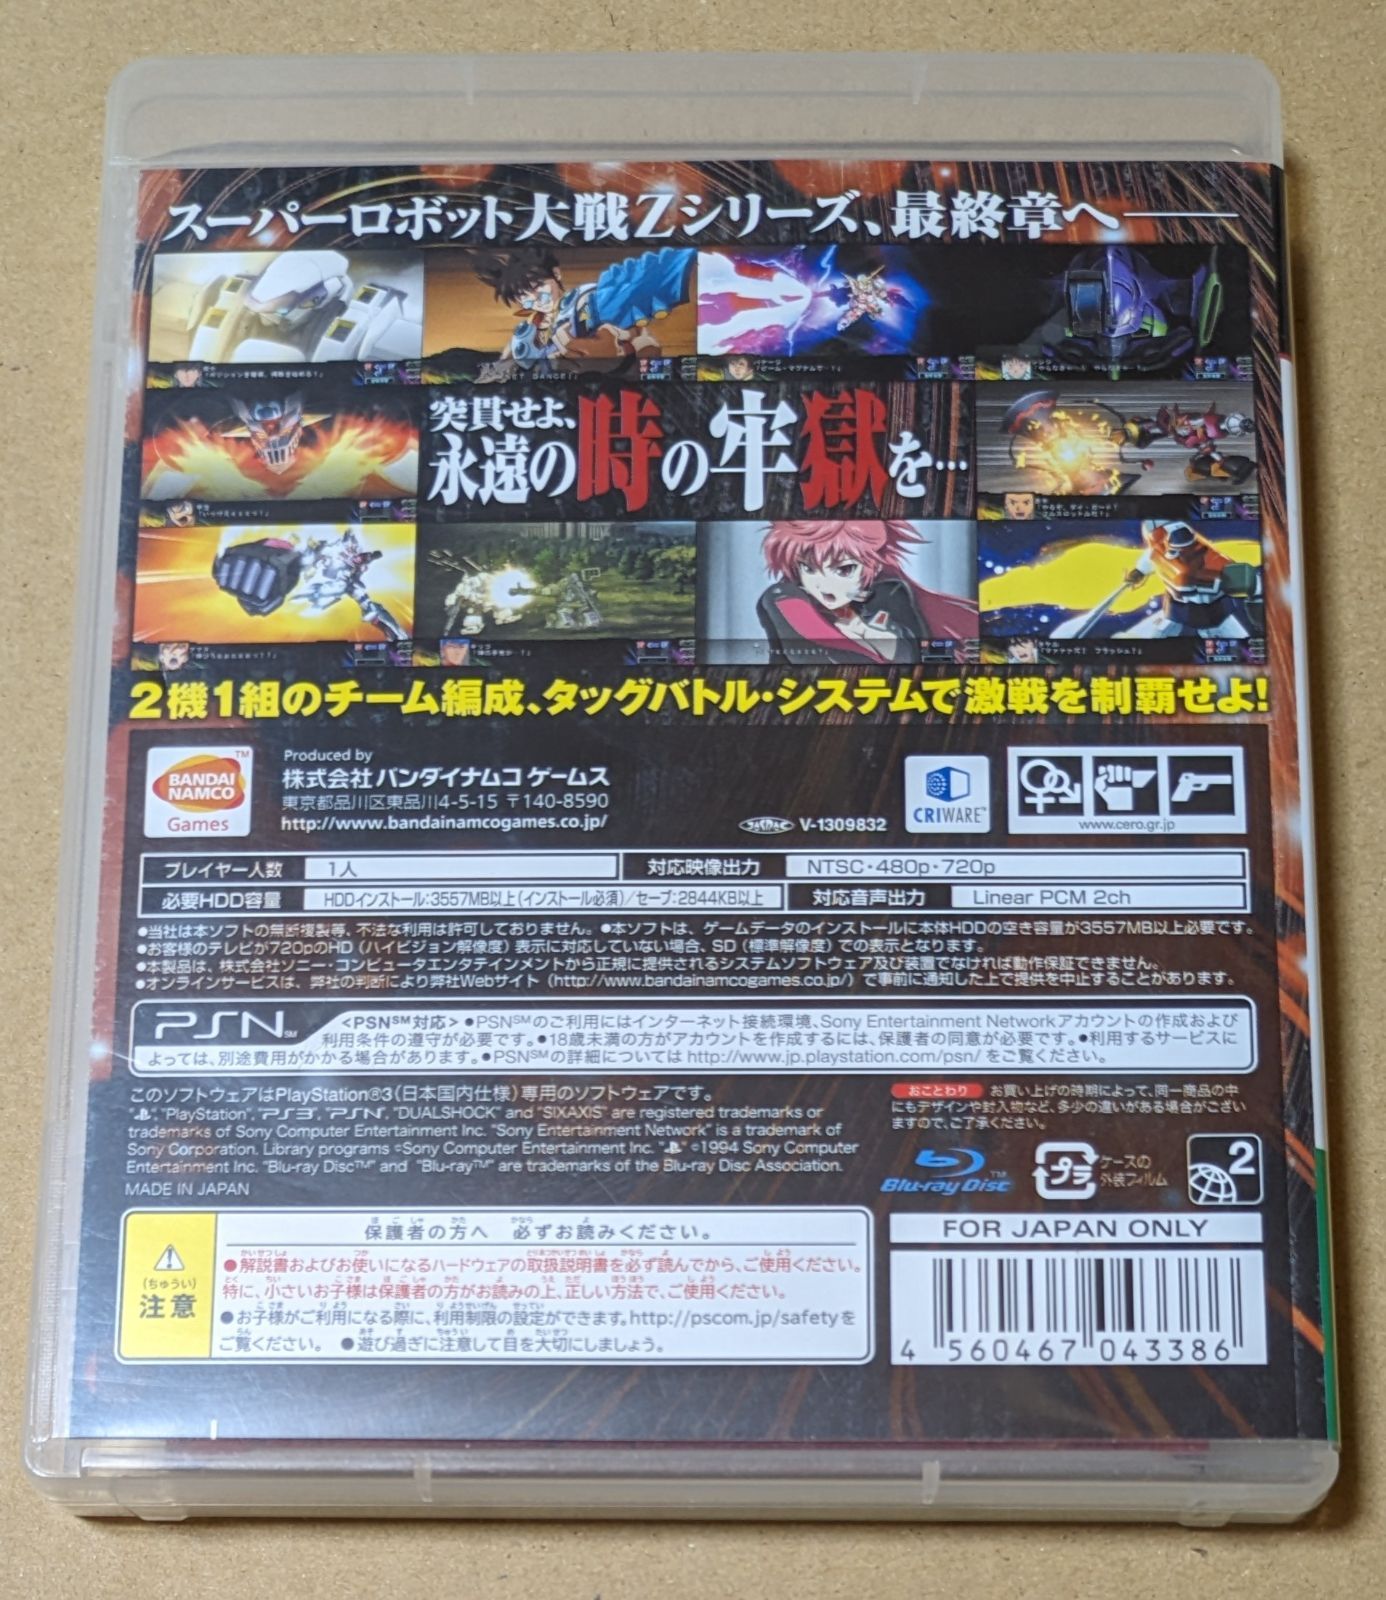 スーパーロボット大戦Zシリーズ、最終章へ――
突貫せよ、
永遠の時の牢獄を…
2機1組のチーム編成、タッグバトル・システムで激戦を制覇せよ!
BANDAI
NAMCO
Games
TM
Produced by
株式会社 バンダイナムコ ゲームス
東京都品川区東品川4-5-15 〒140-8590
http://www.bandainamcogames.co.jp/
V-1309832
CRIWARE™
www.cero.gr.jp
プレイヤー人数 1人 対応映像出力 NTSC・480p・720p
必要HDD容量 HDDインストール:3557MB以上(インストール必須)/セーブ:2844KB以上 対応音声出力 Linear PCM 2ch
●当社は本ソフトの無断複製等、不法な利用は許可しておりません。●本ソフトは、ゲームデータのインストールに本体HDDの空き容量が3557MB以上必要です。
●お客様のテレビが720pのHD(ハイビジョン解像度)表示に対応していない場合、SD(標準解像度)での表示となります。
●本製品は、株式会社ソニー・コンピュータエンタテインメントから正規に提供されるシステムソフトウェア及び装置でなければ動作保証できません。
●オンラインサービスは、弊社の判断により弊社Webサイト(http://www.bandainamcogames.co.jp/)で事前に通知した上で提供を中止することがあります。
PSN℠ <PSN℠対応> ●PSN℠のご利用にはインターネット接続環境、Sony Entertainment Networkアカウントの作成および
利用条件の遵守が必要です。●18歳未満の方がアカウントを作成するには、保護者の同意が必要です。●利用するサービスに
よっては、別途費用がかかる場合があります。●PSN℠の詳細については http://www.jp.playstation.com/psn/ をご覧ください。
このソフトウェアはPlayStation®3(日本国内仕様)専用のソフトウェアです。
"PlayStation", "PS3", "PSN", "DUALSHOCK" and "SIXAXIS" are registered trademarks or
trademarks of Sony Computer Entertainment Inc. "Sony Entertainment Network" is a trademark of
Sony Corporation. Library programs ©Sony Computer Entertainment Inc. ©1994 Sony Computer
Entertainment Inc. "Blu-ray Disc™" and "Blu-ray™" are trademarks of the Blu-ray Disc Association.
MADE IN JAPAN
おことわり お買い上げの時期によって、同一商品の中
にもデザインや封入物など、多少の違いがある場合がござい
ますので、ご了承ください。
Blu-ray Disc™
プラ
ケースの
外装フィルム
2
(ちゅうい)
注意
保護者の方へ 必ずお読みください。
●解説書およびお使いになるハードウェアの取扱説明書を必ず読んでから、ご使用ください。
特に、小さいお子様は保護者の方がお読みの上、正しい方法で、ご使用ください。
●お子様がご利用になる際に、利用制限の設定ができます。http://pscom.jp/safetyを
ご覧ください。 ●遊び過ぎに注意して目を大切にしましょう。
FOR JAPAN ONLY
4 560467 043386